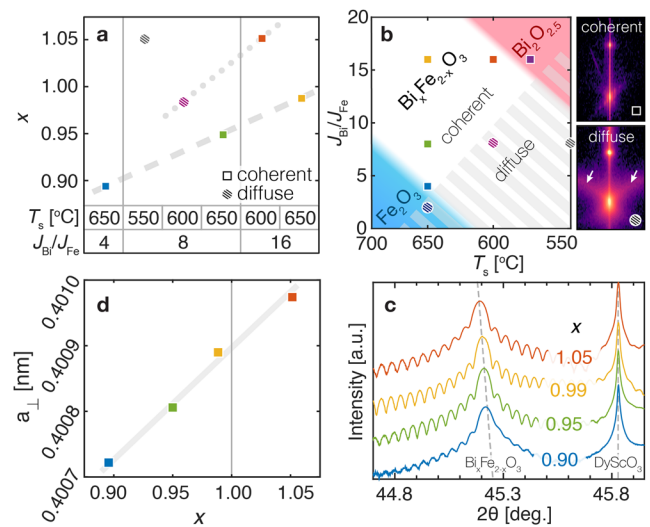 a
x
1.05
1.00
0.95
0.90
coherent
diffuse
Tₛ [°C] 650 550 600 650 600 650
J_Bi/J_Fe 4 8 16
b
J_Bi/J_Fe
20
15
10
5
0
Bi₂O₂.₅
BiₓFe₂₋ₓO₃
coherent
diffuse
Fe₂O₃
700 650 600 550
Tₛ [°C]
coherent
diffuse
d
a⊥ [nm]
0.4010
0.4009
0.4008
0.4007
0.90 0.95 1.00 1.05
x
c
Intensity [a.u.]
x
1.05
0.99
0.95
0.90
BiₓFe₂₋ₓO₃
DyScO₃
44.8 45.3 45.8
2θ [deg.]